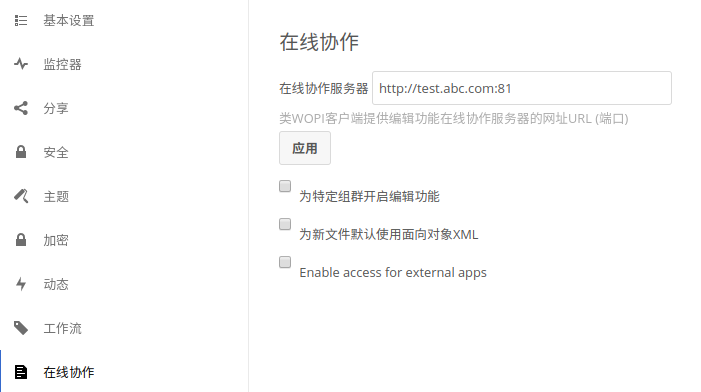 基本设置
监控器
分享
安全
主题
加密
动态
工作流
在线协作
在线协作
在线协作服务器 http://test.abc.com:81
类WOPI客户端提供编辑功能在线协作服务器的网址URL (端口)
应用
为特定组群开启编辑功能
为新文件默认使用面向对象XML
Enable access for external apps